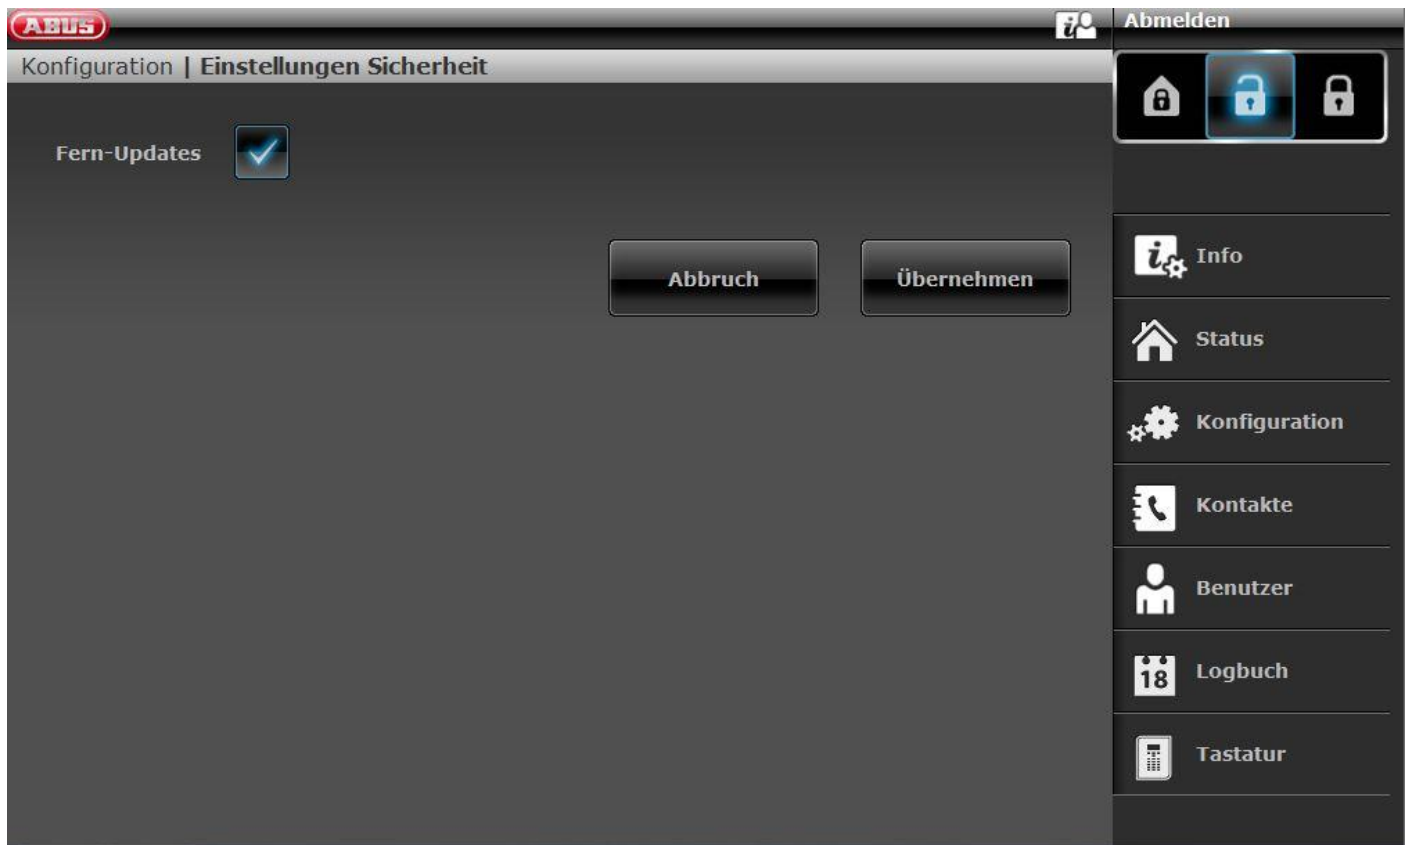 ABUS
Abmelden
Konfiguration | Einstellungen Sicherheit
Fern-Updates
Abbruch
Übernehmen
Info
Status
Konfiguration
Kontakte
Benutzer
18
Logbuch
Tastatur